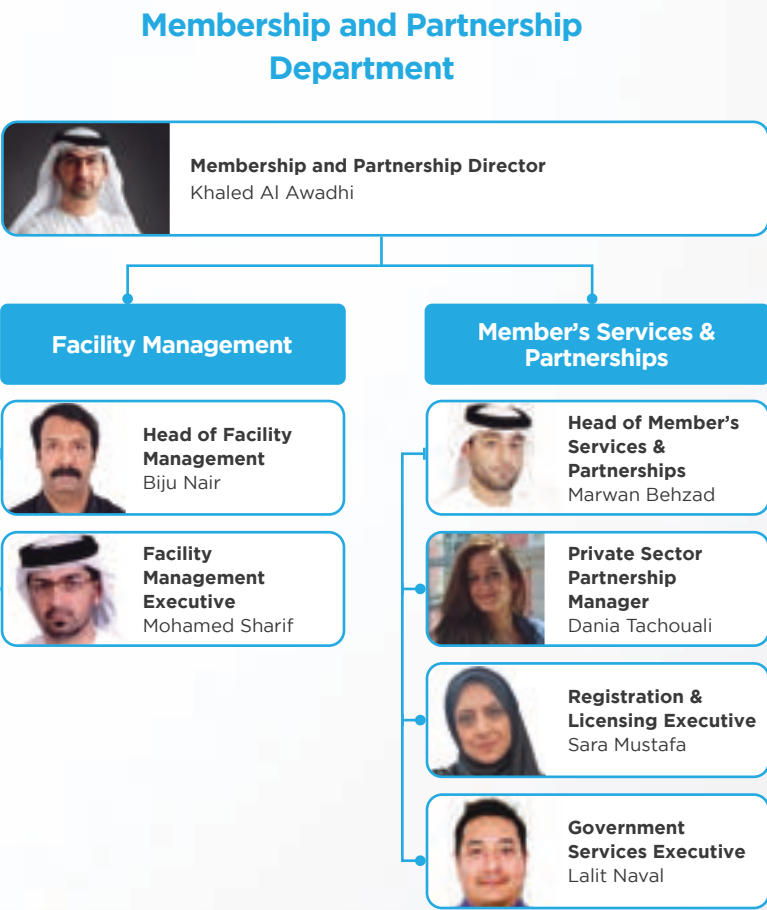 Membership and Partnership
Department
Membership and Partnership Director
Khaled Al Awadhi
Facility Management
Head of Facility
Management
Biju Nair
Facility
Management
Executive
Mohamed Sharif
Member’s Services &
Partnerships
Head of Member’s
Services &
Partnerships
Marwan Behzad
Private Sector
Partnership
Manager
Dania Tachouali
Registration &
Licensing Executive
Sara Mustafa
Government
Services Executive
Lalit Naval